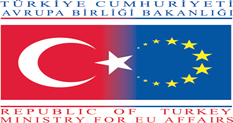 TÜRKİYE CUMHURİYETİ
AVRUPA BİRLİĞİ BAKANLIĞI
REPUBLIC OF TURKEY
MINISTRY FOR EU AFFAIRS